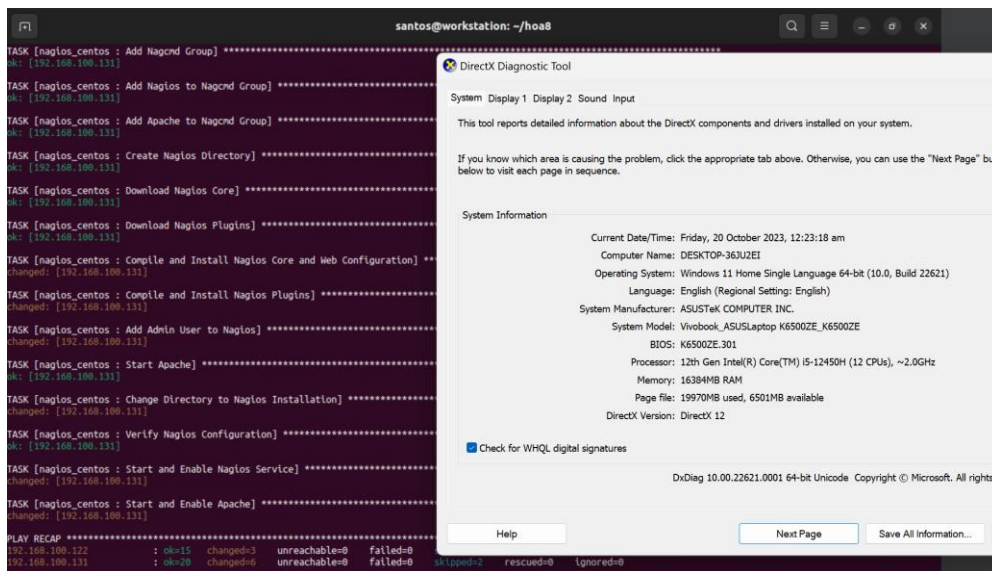 santos@workstation: ~/hoa8
TASK [nagios_centos : Add Nagcmd Group] ****************************************************************************************
ok: [192.168.100.131]
TASK [nagios_centos : Add Nagios to Nagcmd Group] ******************************
ok: [192.168.100.131]
TASK [nagios_centos : Add Apache to Nagcmd Group] ******************************
ok: [192.168.100.131]
TASK [nagios_centos : Create Nagios Directory] *********************************
ok: [192.168.100.131]
TASK [nagios_centos : Download Nagios Core] ************************************
ok: [192.168.100.131]
TASK [nagios_centos : Download Nagios Plugins] *********************************
ok: [192.168.100.131]
TASK [nagios_centos : Compile and Install Nagios Core and Web Configuration] **
changed: [192.168.100.131]
TASK [nagios_centos : Compile and Install Nagios Plugins] **********************
changed: [192.168.100.131]
TASK [nagios_centos : Add Admin User to Nagios] ********************************
changed: [192.168.100.131]
TASK [nagios_centos : Start Apache] ********************************************
ok: [192.168.100.131]
TASK [nagios_centos : Change Directory to Nagios Installation] *****************
changed: [192.168.100.131]
TASK [nagios_centos : Verify Nagios Configuration] *****************************
ok: [192.168.100.131]
TASK [nagios_centos : Start and Enable Nagios Service] *************************
changed: [192.168.100.131]
TASK [nagios_centos : Start and Enable Apache] *********************************
changed: [192.168.100.131]
PLAY RECAP *********************************************************************
192.168.100.122 : ok=15 changed=3 unreachable=0 failed=0
192.168.100.131 : ok=20 changed=6 unreachable=0 failed=0 skipped=2 rescued=0 ignored=0
DirectX Diagnostic Tool
System Display 1 Display 2 Sound Input
This tool reports detailed information about the DirectX components and drivers installed on your system.
If you know which area is causing the problem, click the appropriate tab above. Otherwise, you can use the "Next Page" bu
below to visit each page in sequence.
System Information
Current Date/Time: Friday, 20 October 2023, 12:23:18 am
Computer Name: DESKTOP-36JU2EI
Operating System: Windows 11 Home Single Language 64-bit (10.0, Build 22621)
Language: English (Regional Setting: English)
System Manufacturer: ASUSTeK COMPUTER INC.
System Model: Vivobook_ASUSLaptop K6500ZE_K6500ZE
BIOS: K6500ZE.301
Processor: 12th Gen Intel(R) Core(TM) i5-12450H (12 CPUs), ~2.0GHz
Memory: 16384MB RAM
Page file: 19970MB used, 6501MB available
DirectX Version: DirectX 12
Check for WHQL digital signatures
DxDiag 10.00.22621.0001 64-bit Unicode Copyright © Microsoft. All rights
Help Next Page Save All Information...